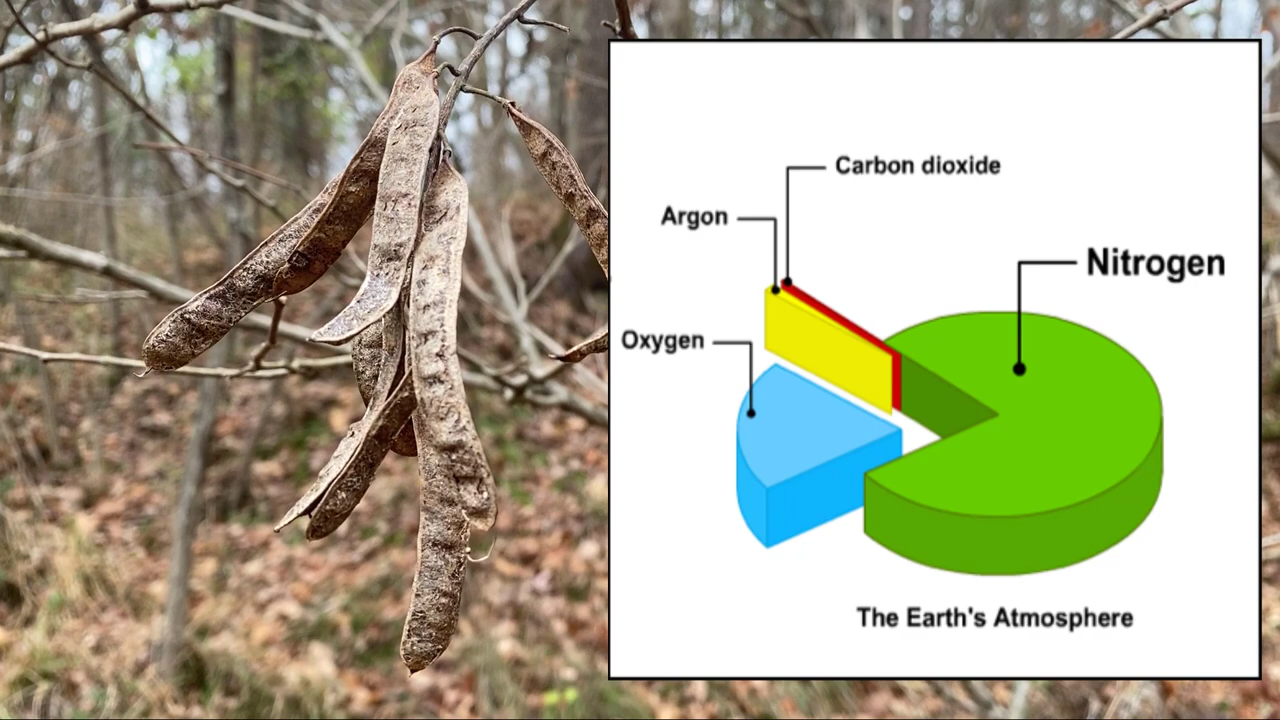 Carbon dioxide
Argon
Nitrogen
Oxygen
The Earth's Atmosphere